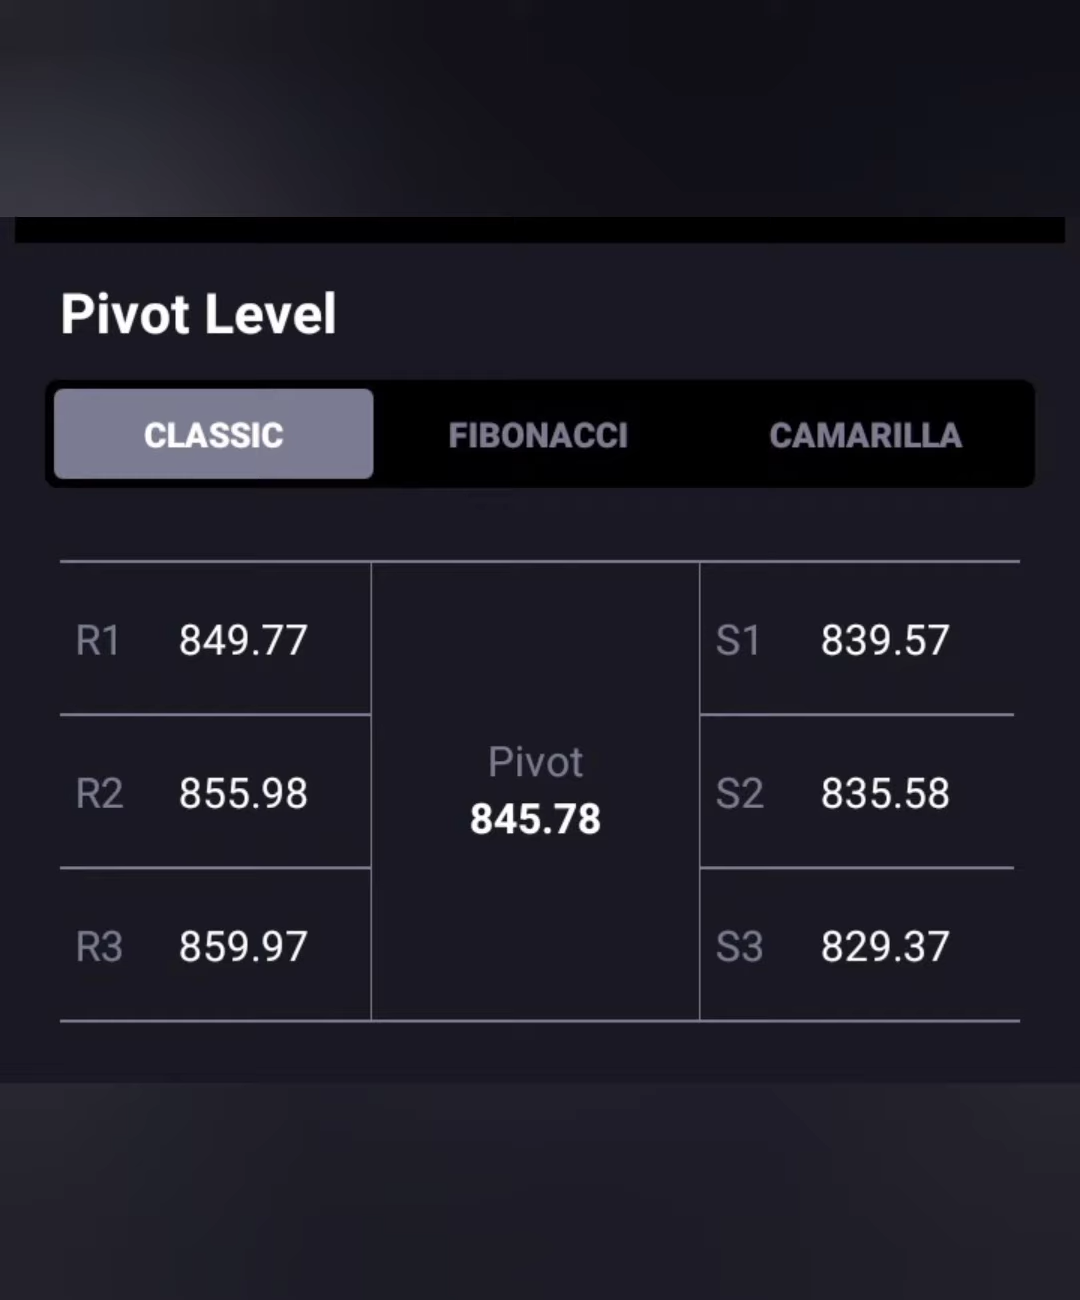 Pivot Level
CLASSIC FIBONACCI CAMARILLA
R1 849.77 S1 839.57
Pivot
R2 855.98 845.78 S2 835.58
R3 859.97 S3 829.37